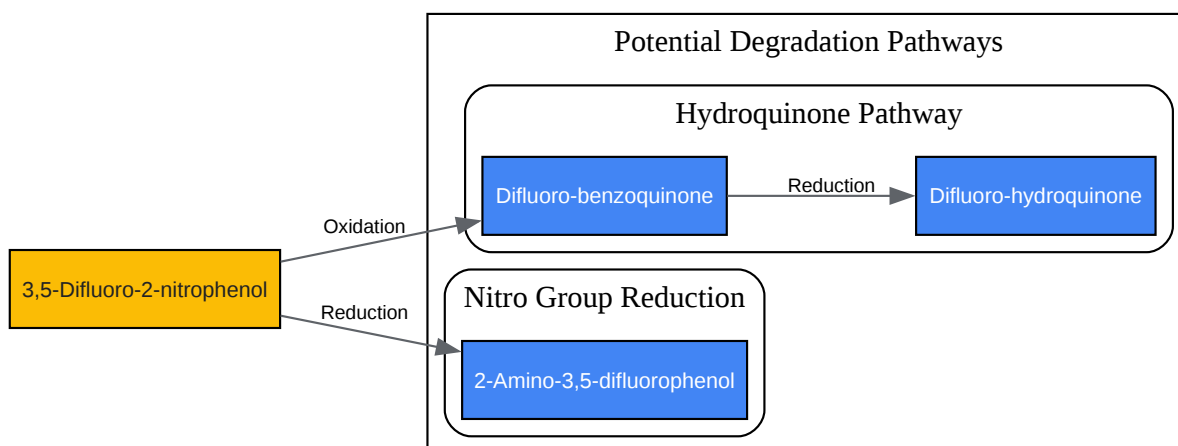 Potential Degradation Pathways
Hydroquinone Pathway
Difluoro-benzoquinone
Reduction
Difluoro-hydroquinone
Oxidation
3,5-Difluoro-2-nitrophenol
Reduction
Nitro Group Reduction
2-Amino-3,5-difluorophenol